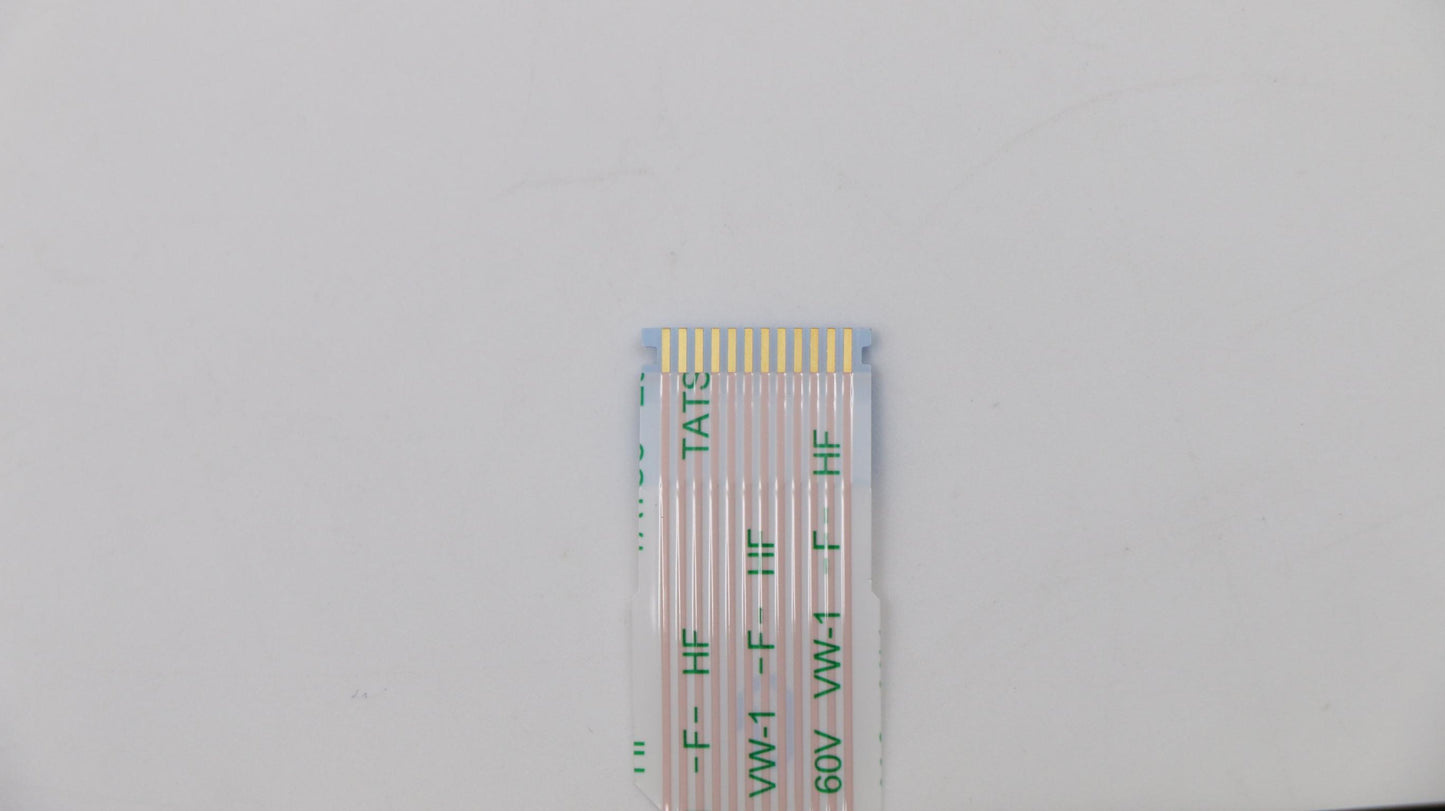 -F- HF TATS
VW-1 -F- HF
60V VW-1 -F- HF